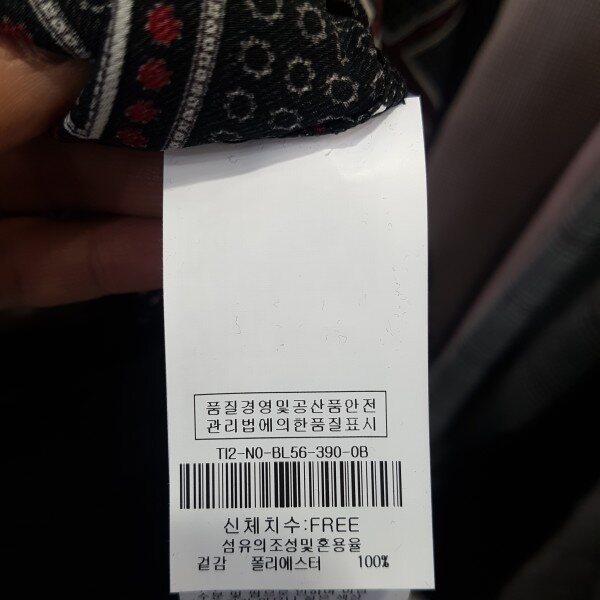 품질경영및공산품안전
관리법에의한품질표시
TI2-NO-BL56-390-0B
신체치수:FREE
섬유의조성및혼용율
겉감 폴리에스터 100%